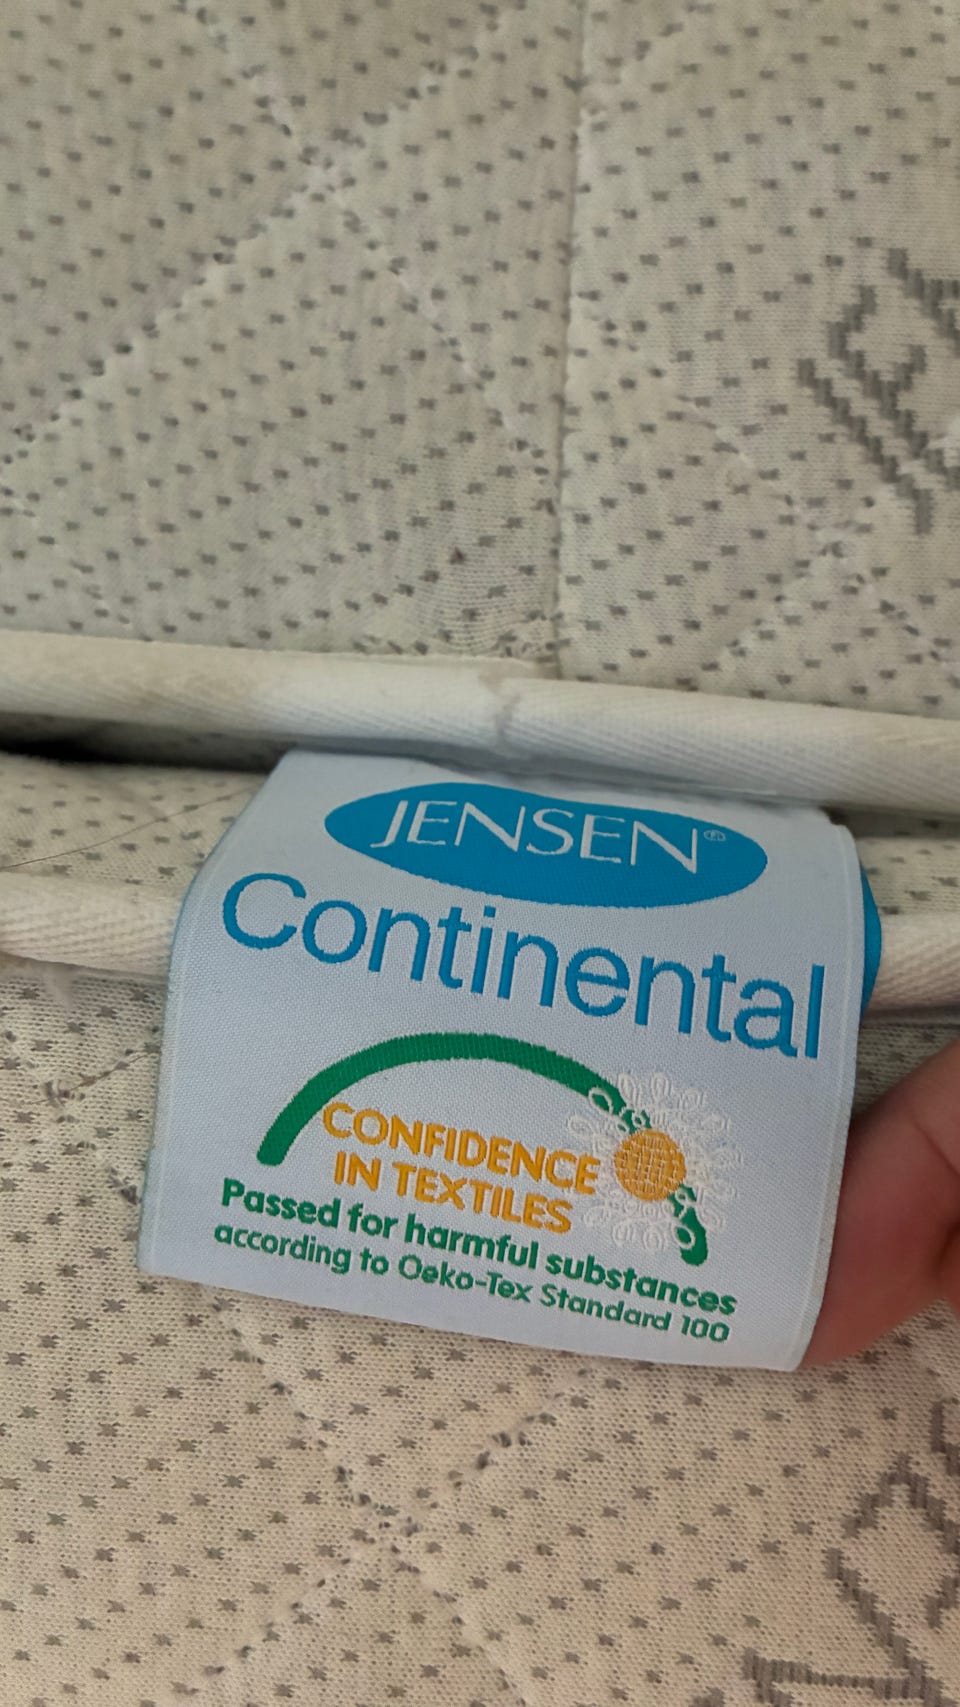 JENSEN®
Continental
CONFIDENCE
IN TEXTILES
Passed for harmful substances
according to Oeko-Tex Standard 100